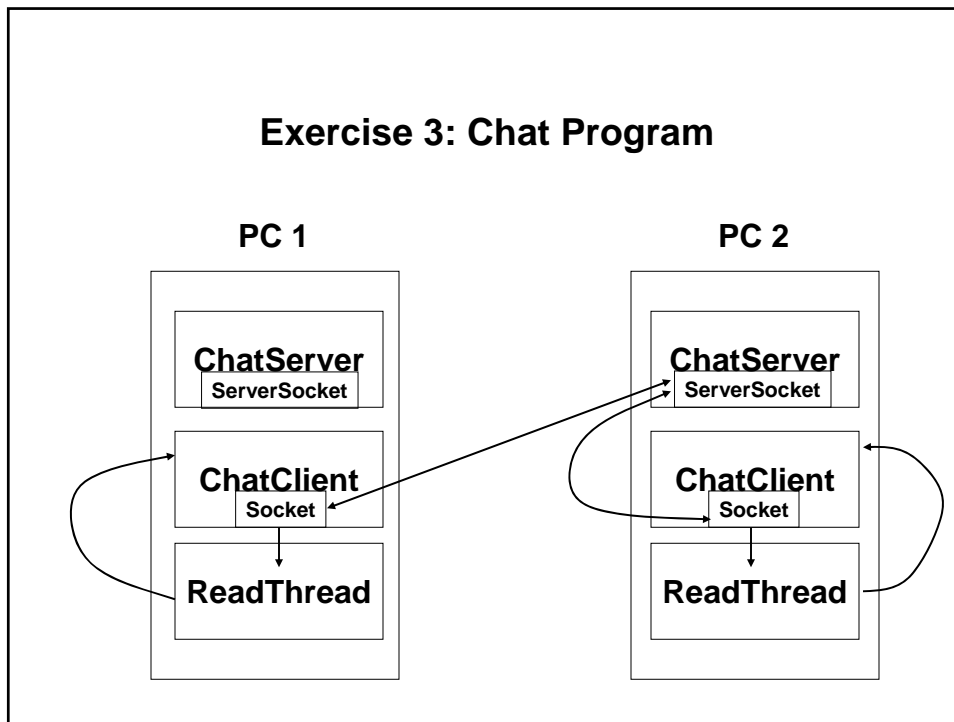 Exercise 3: Chat Program
PC 1
ChatServer
ServerSocket
ChatClient
Socket
ReadThread
PC 2
ChatServer
ServerSocket
ChatClient
Socket
ReadThread